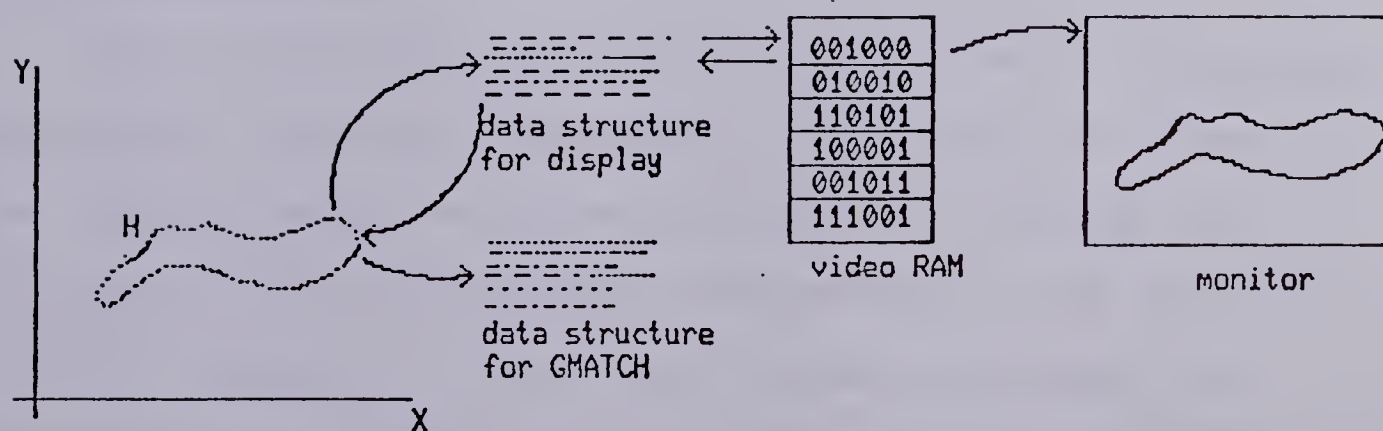 Y
H
X
data structure
for display
data structure
for GMATCH
001000
010010
110101
100001
001011
111001
video RAM
monitor